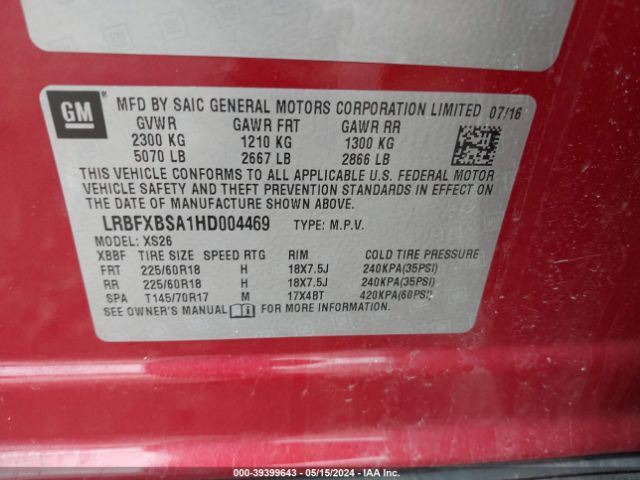 GM
MFD BY SAIC GENERAL MOTORS CORPORATION LIMITED 07/16
GVWR GAWR FRT GAWR RR
2300 KG 1210 KG 1300 KG
5070 LB 2667 LB 2866 LB
THIS VEHICLE CONFORMS TO ALL APPLICABLE U.S. FEDERAL MOTOR
VEHICLE SAFETY AND THEFT PREVENTION STANDARDS IN EFFECT ON
THE DATE OF MANUFACTURE SHOWN ABOVE.
LRBFXBSA1HD004469 TYPE: M.P.V.
MODEL: XS26
XBBF TIRE SIZE SPEED RTG RIM COLD TIRE PRESSURE
FRT 225/60R18 H 18X7.5J 240KPA(35PSI)
RR 225/60R18 H 18X7.5J 240KPA(35PSI)
SPA T145/70R17 M 17X4BT 420KPA(60PSI)
SEE OWNER'S MANUAL FOR MORE INFORMATION
000-39399643 - 05/15/2024 - IAA Inc.